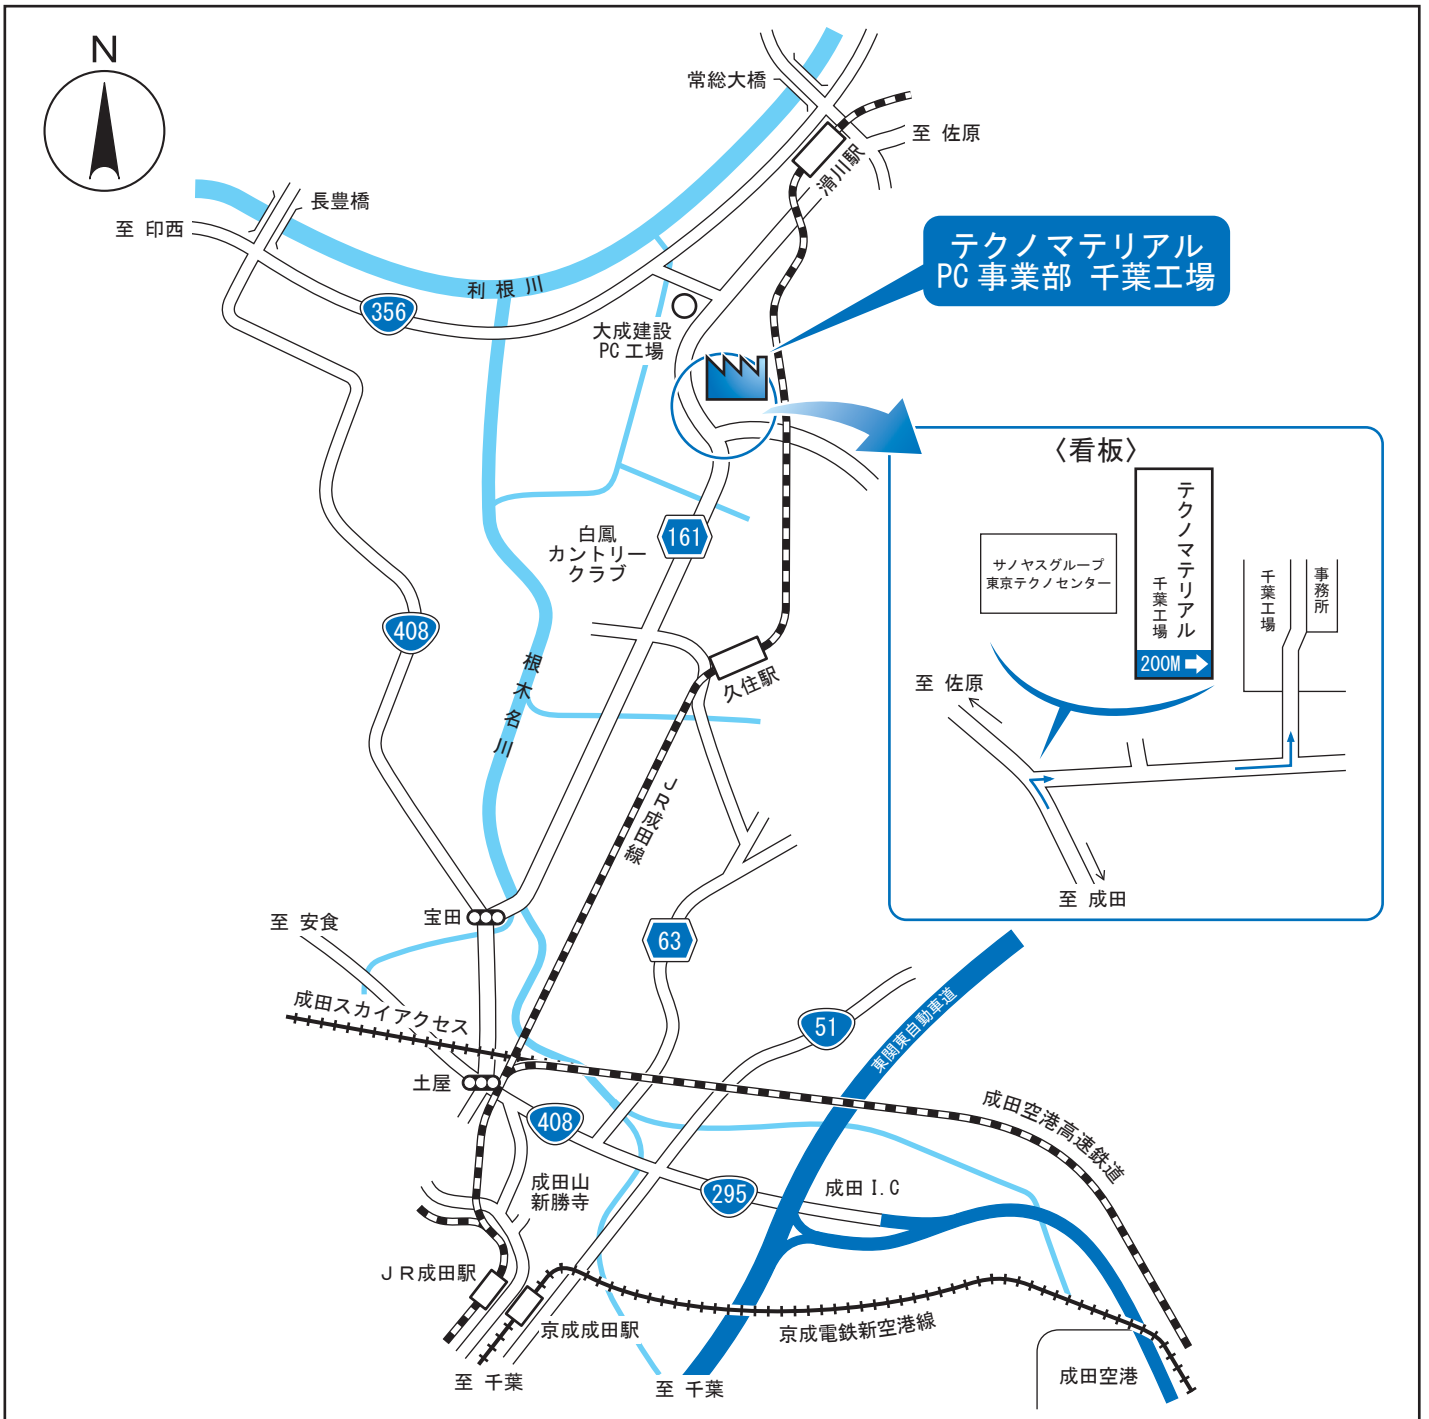 N
常総大橋
至 佐原
滑川駅
長豊橋
至 印西
利根川
356
テクノマテリアル
PC事業部 千葉工場
大成建設
PC工場
〈看板〉
テクノマテリアル
千葉工場
200M
サノヤスグループ
東京テクノセンター
千葉工場
事務所
至 佐原
至 成田
161
白鳳
カントリー
クラブ
408
根木名川
久住駅
JR成田線
宝田
至 安食
63
成田スカイアクセス
51
東関東自動車道
土屋
408
成田空港高速鉄道
成田山
新勝寺
295
成田I.C
JR成田駅
京成成田駅
京成電鉄新空港線
至 千葉
至 千葉
成田空港